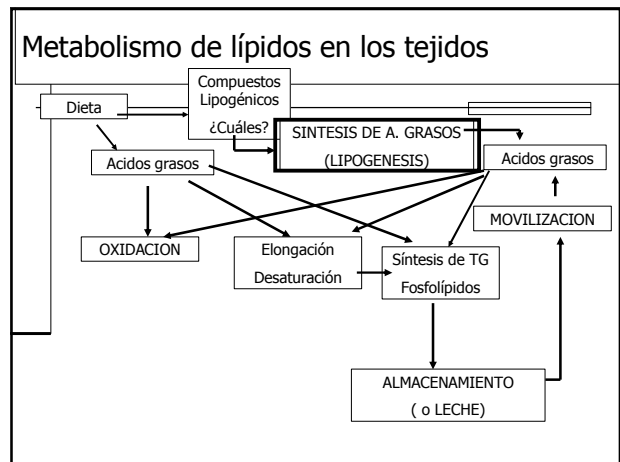 Metabolismo de lípidos en los tejidos
Compuestos
Lipogénicos
¿Cuáles?
Dieta
SINTESIS DE A. GRASOS
(LIPOGENESIS)
Acidos grasos
Acidos grasos
MOVILIZACION
OXIDACION
Elongación
Desaturación
Síntesis de TG
Fosfolípidos
ALMACENAMIENTO
( o LECHE)